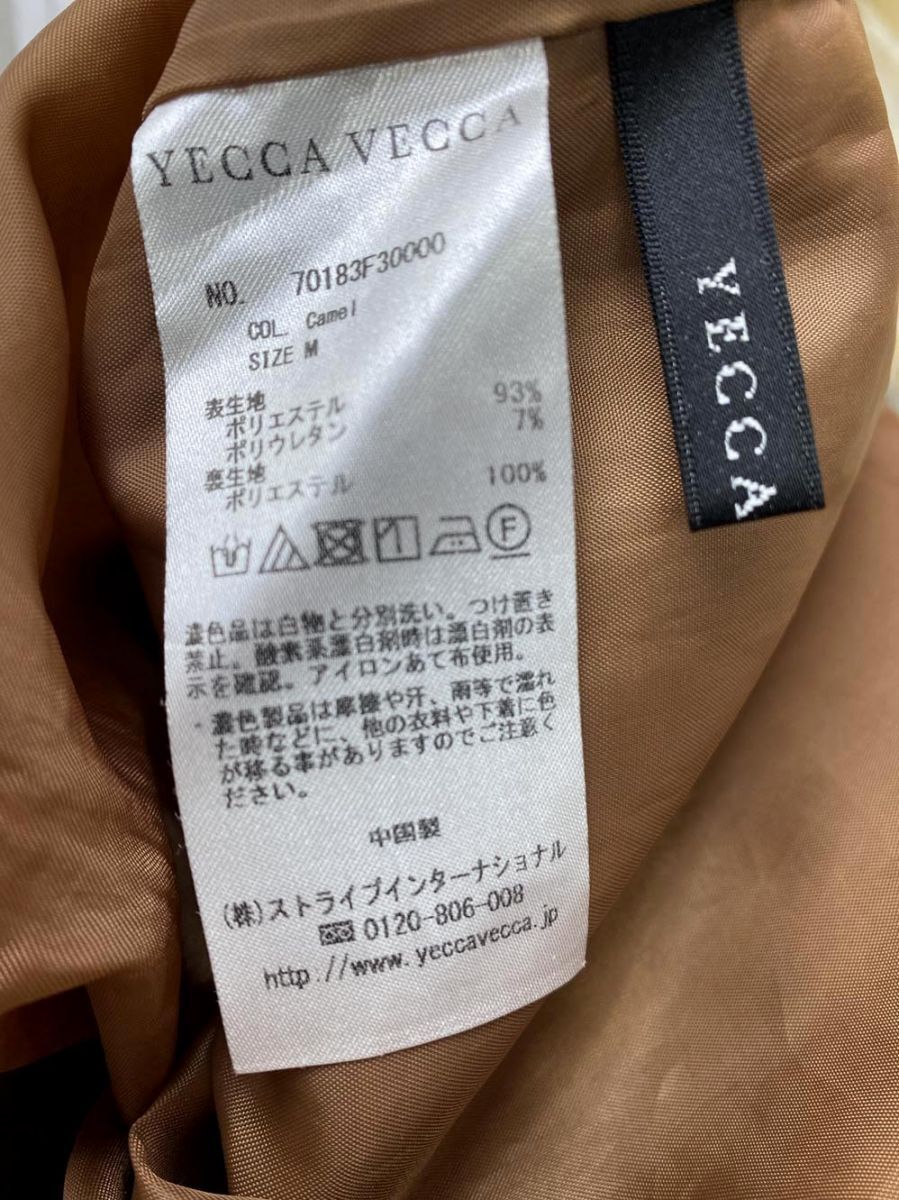 YECCA VECCA
NO. 70183F30000
COL. Camel
SIZE M
表生地
ポリエステル 93%
ポリウレタン 7%
裏生地
ポリエステル 100%
F
濃色品は白物と分別洗い。つけ置き
禁止。酸素系漂白剤時は漂白剤の表
示を確認。アイロンあて布使用。
・濃色製品は摩擦や汗、雨等で濡れ
た時などに、他の衣料や下着に色
が移る事がありますのでご注意く
ださい。
中国製
(株)ストライプインターナショナル
0120-806-008
http://www.yeccavecca.jp
YECCA